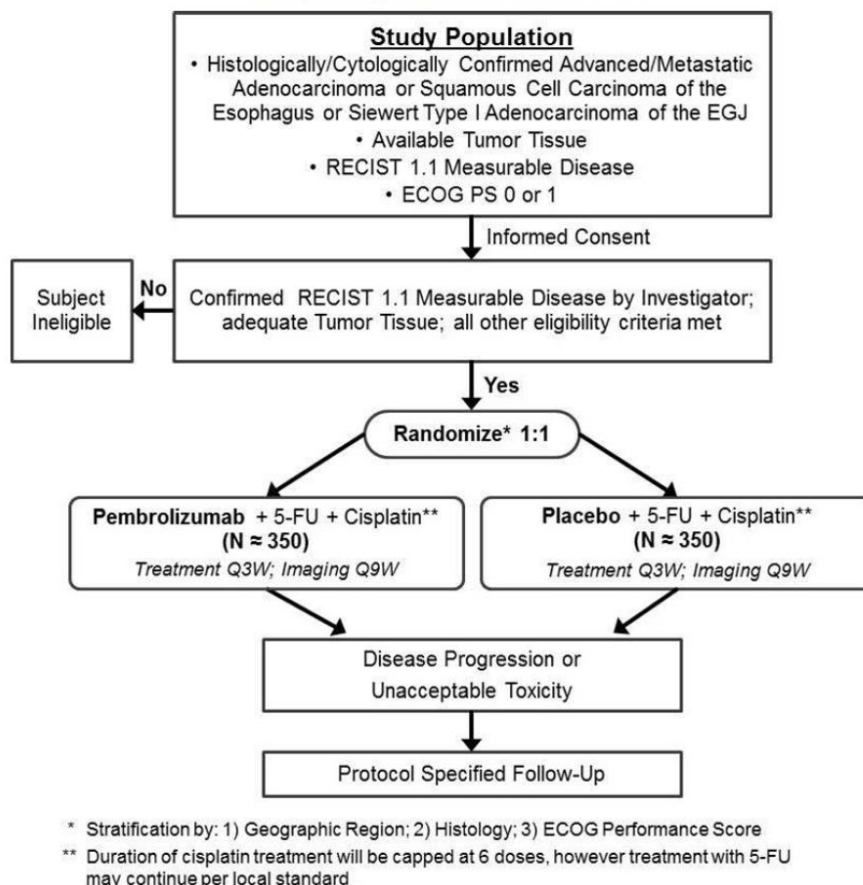 Study Population
• Histologically/Cytologically Confirmed Advanced/Metastatic
Adenocarcinoma or Squamous Cell Carcinoma of the
Esophagus or Siewert Type I Adenocarcinoma of the EGJ
• Available Tumor Tissue
• RECIST 1.1 Measurable Disease
• ECOG PS 0 or 1
Informed Consent
Subject
Ineligible
No
Confirmed RECIST 1.1 Measurable Disease by Investigator;
adequate Tumor Tissue; all other eligibility criteria met
Yes
Randomize* 1:1
Pembrolizumab + 5-FU + Cisplatin**
(N ≈ 350)
Treatment Q3W; Imaging Q9W
Placebo + 5-FU + Cisplatin**
(N ≈ 350)
Treatment Q3W; Imaging Q9W
Disease Progression or
Unacceptable Toxicity
Protocol Specified Follow-Up
* Stratification by: 1) Geographic Region; 2) Histology; 3) ECOG Performance Score
** Duration of cisplatin treatment will be capped at 6 doses, however treatment with 5-FU
may continue per local standard